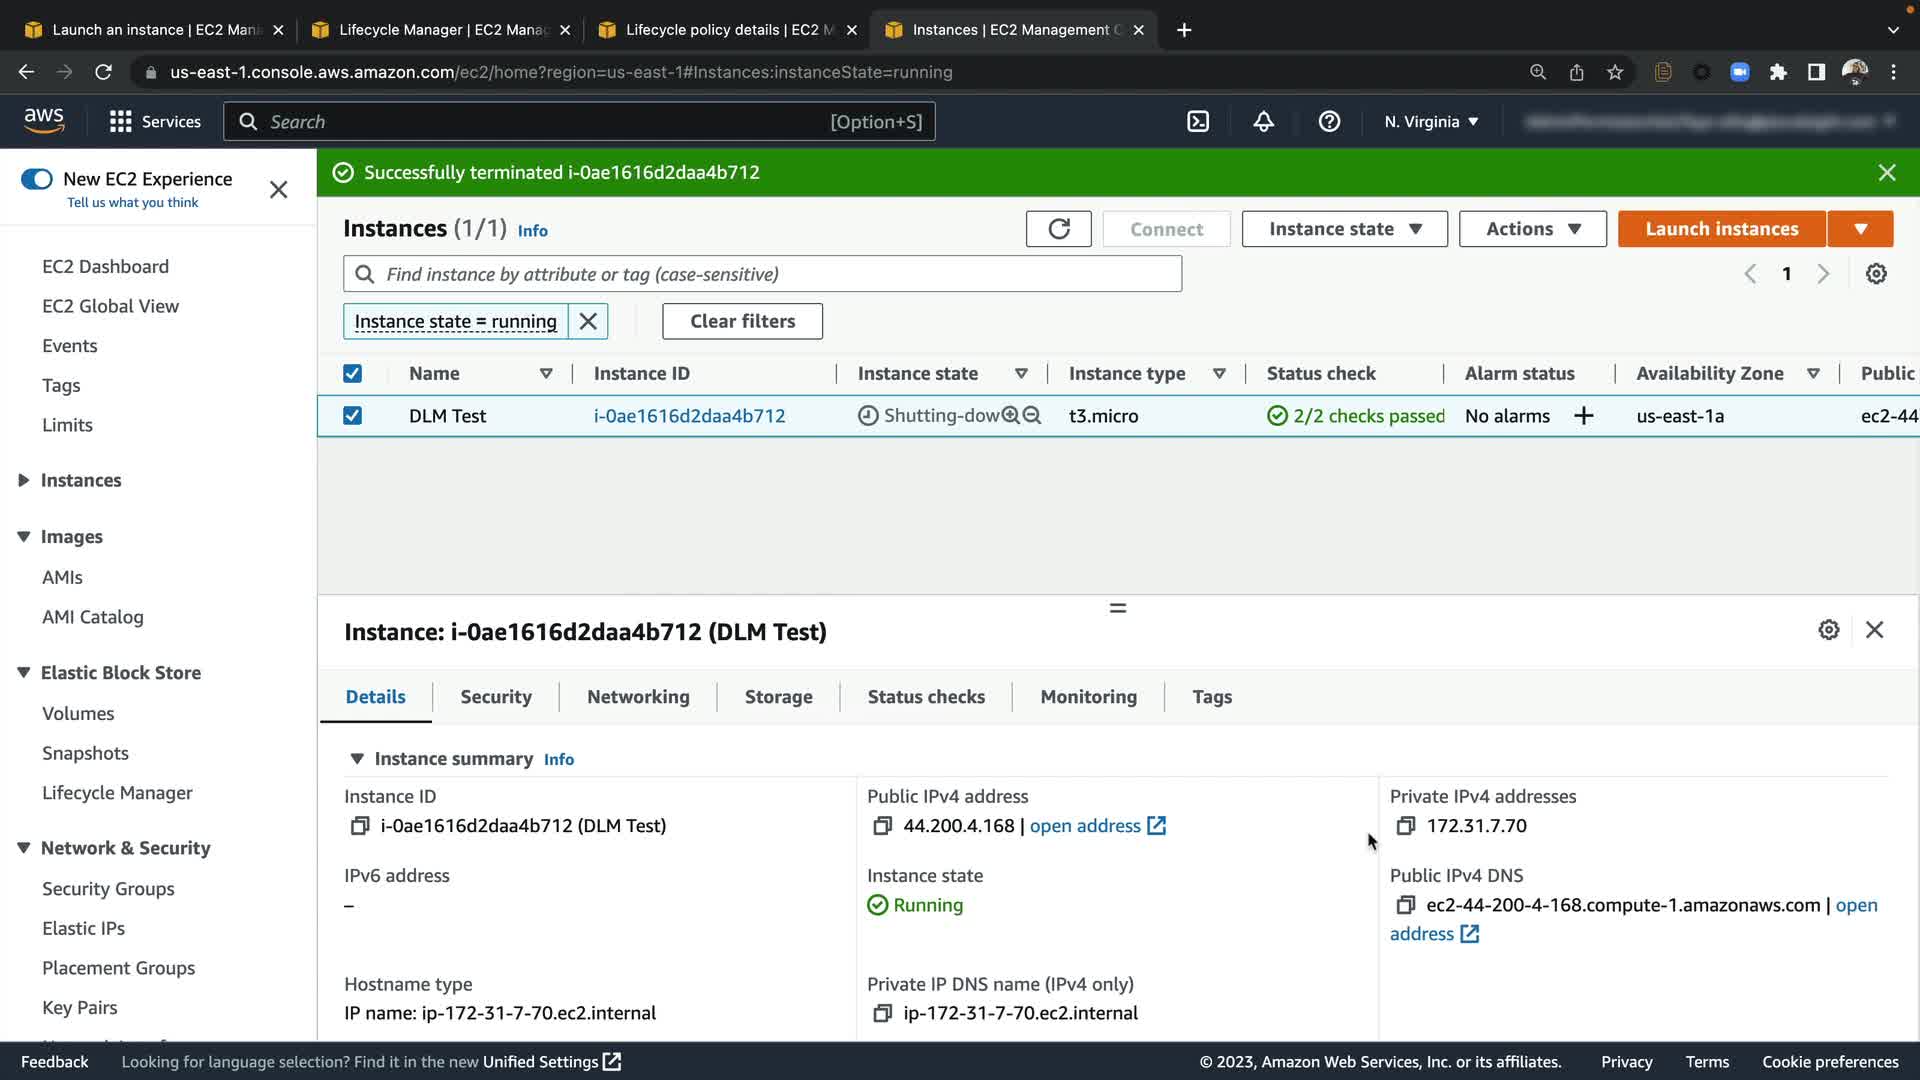 Launch an instance | EC2 Mana
Lifecycle Manager | EC2 Manag
Lifecycle policy details | EC2 M
Instances | EC2 Management C
us-east-1.console.aws.amazon.com/ec2/home?region=us-east-1#Instances:instanceState=running
aws
Services
Search
[Option+S]
N. Virginia
New EC2 Experience
Tell us what you think
Successfully terminated i-0ae1616d2daa4b712
Instances (1/1) Info
Connect
Instance state
Actions
Launch instances
Find instance by attribute or tag (case-sensitive)
1
Instance state = running
Clear filters
Name
Instance ID
Instance state
Instance type
Status check
Alarm status
Availability Zone
Public
DLM Test
i-0ae1616d2daa4b712
Shutting-dow
t3.micro
2/2 checks passed
No alarms
us-east-1a
ec2-44
EC2 Dashboard
EC2 Global View
Events
Tags
Limits
Instances
Images
AMIs
AMI Catalog
Elastic Block Store
Volumes
Snapshots
Lifecycle Manager
Network & Security
Security Groups
Elastic IPs
Placement Groups
Key Pairs
Instance: i-0ae1616d2daa4b712 (DLM Test)
Details
Security
Networking
Storage
Status checks
Monitoring
Tags
Instance summary Info
Instance ID
i-0ae1616d2daa4b712 (DLM Test)
Public IPv4 address
44.200.4.168 | open address
Private IPv4 addresses
172.31.7.70
IPv6 address
–
Instance state
Running
Public IPv4 DNS
ec2-44-200-4-168.compute-1.amazonaws.com | open
address
Hostname type
IP name: ip-172-31-7-70.ec2.internal
Private IP DNS name (IPv4 only)
ip-172-31-7-70.ec2.internal
Feedback
Looking for language selection? Find it in the new Unified Settings
© 2023, Amazon Web Services, Inc. or its affiliates.
Privacy
Terms
Cookie preferences